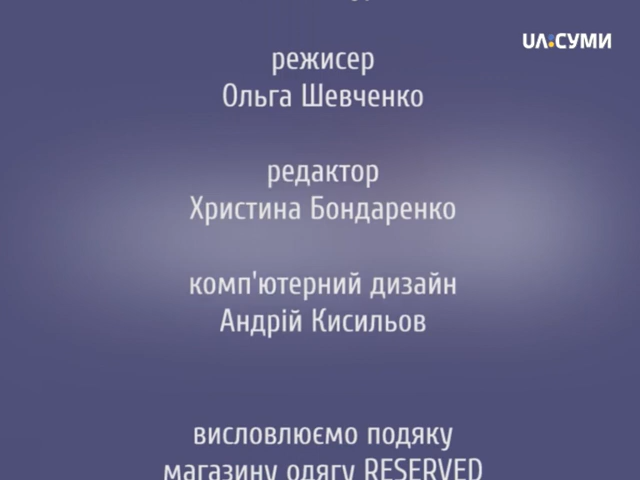 UA:СУМИ
режисер
Ольга Шевченко
редактор
Христина Бондаренко
комп'ютерний дизайн
Андрій Кисильов
висловлюємо подяку
магазину одягу RESERVED